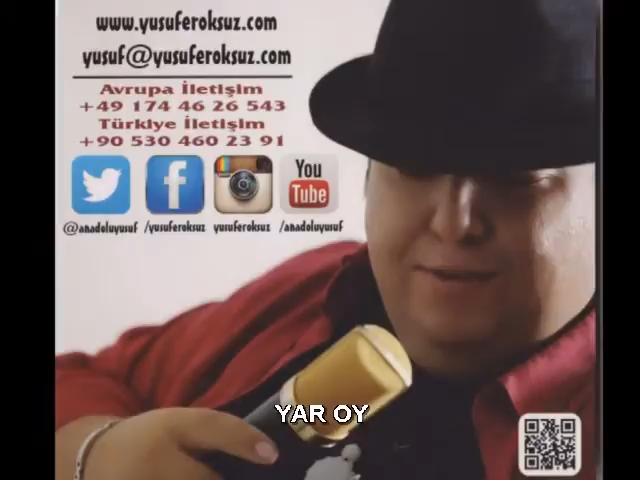 www.yusuferoksuz.com
yusuf@yusuferoksuz.com
Avrupa İletişim
+49 174 46 26 543
Türkiye İletişim
+90 530 460 23 91
You
Tube
@anadoluyusuf /yusuferoksuz yusuferoksuz /anadoluyusuf
YAR OY